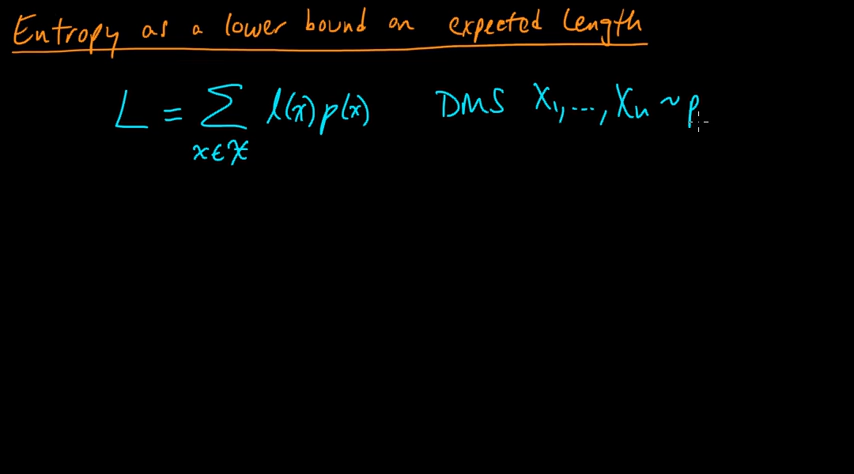 Entropy as a lower bound on expected length
L = ∑ l(x) p(x) DMS X₁, ..., Xₙ ~ p
x ∈ 𝒳